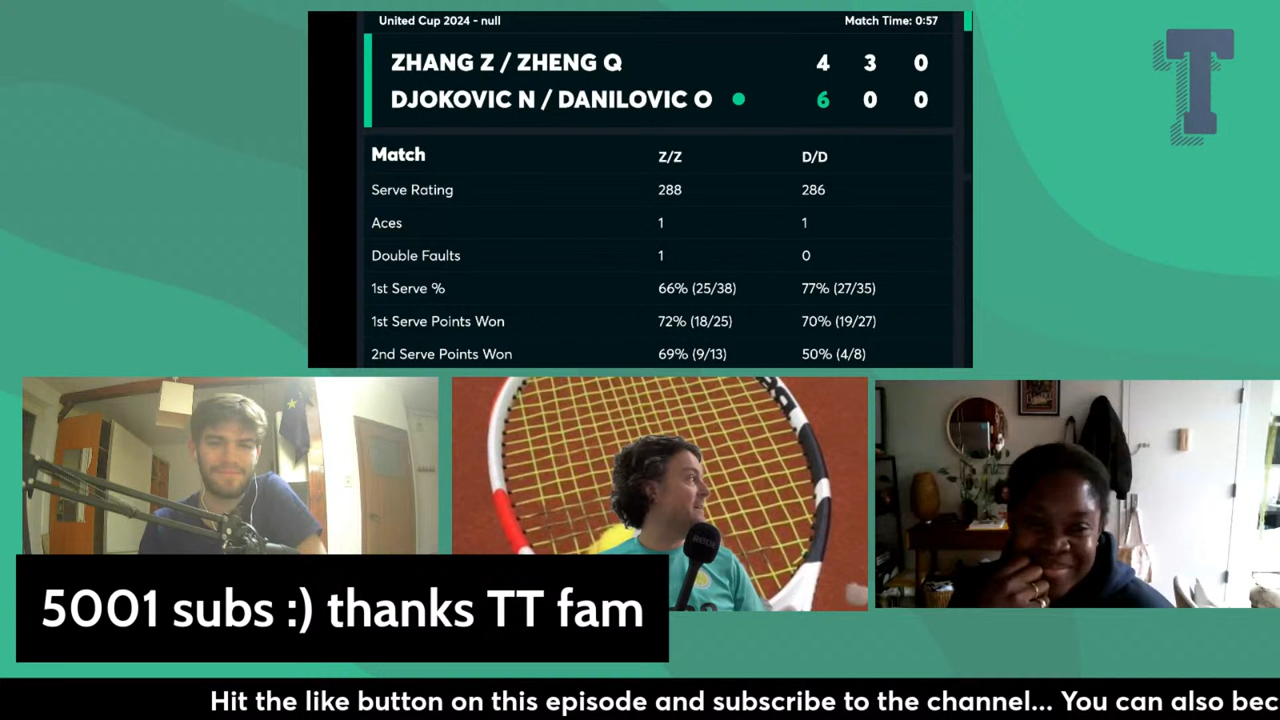 United Cup 2024 - null Match Time: 0:57
ZHANG Z / ZHENG Q 4 3 0
DJOKOVIC N / DANILOVIC O 6 0 0
Match Z/Z D/D
Serve Rating 288 286
Aces 1 1
Double Faults 1 0
1st Serve % 66% (25/38) 77% (27/35)
1st Serve Points Won 72% (18/25) 70% (19/27)
2nd Serve Points Won 69% (9/13) 50% (4/8)
T
RODE
5001 subs :) thanks TT fam
Hit the like button on this episode and subscribe to the channel... You can also bec